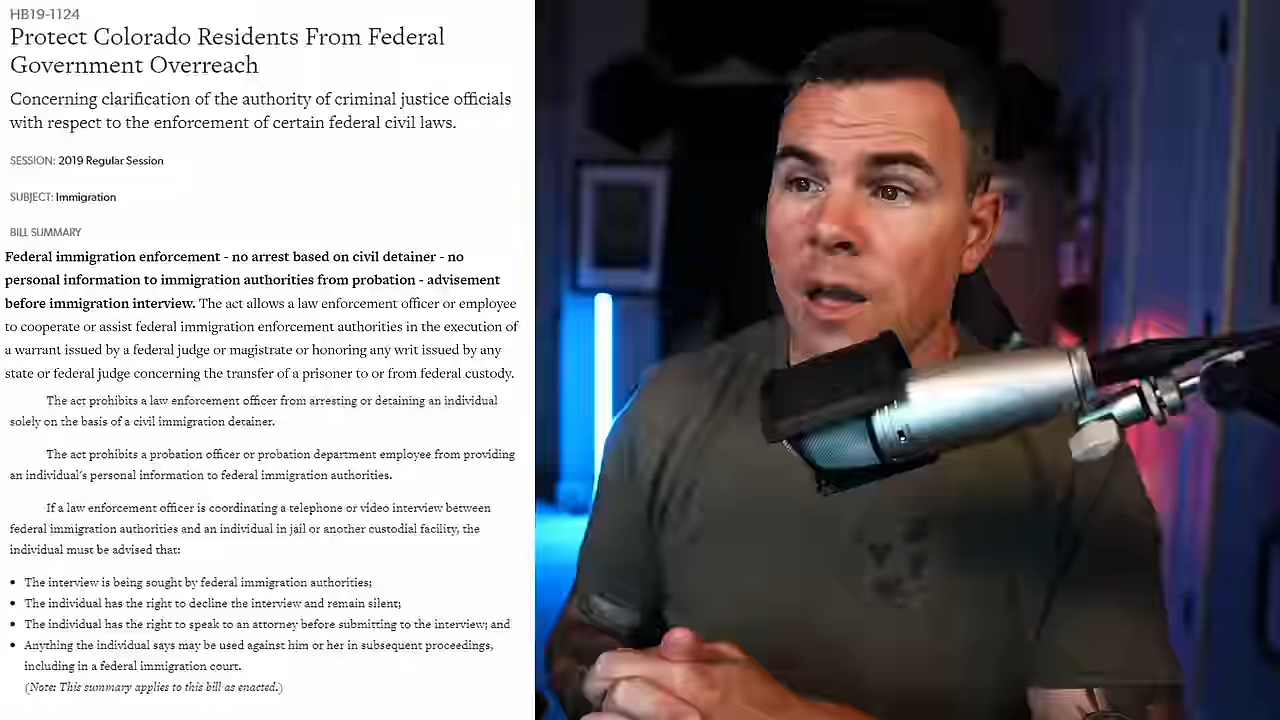 HB19-1124
Protect Colorado Residents From Federal
Government Overreach
Concerning clarification of the authority of criminal justice officials
with respect to the enforcement of certain federal civil laws.
SESSION: 2019 Regular Session
SUBJECT: Immigration
BILL SUMMARY
Federal immigration enforcement - no arrest based on civil detainer - no
personal information to immigration authorities from probation - advisement
before immigration interview. The act allows a law enforcement officer or employee
to cooperate or assist federal immigration enforcement authorities in the execution of
a warrant issued by a federal judge or magistrate or honoring any writ issued by any
state or federal judge concerning the transfer of a prisoner to or from federal custody.
The act prohibits a law enforcement officer from arresting or detaining an individual
solely on the basis of a civil immigration detainer.
The act prohibits a probation officer or probation department employee from providing
an individual's personal information to federal immigration authorities.
If a law enforcement officer is coordinating a telephone or video interview between
federal immigration authorities and an individual in jail or another custodial facility, the
individual must be advised that:
• The interview is being sought by federal immigration authorities;
• The individual has the right to decline the interview and remain silent;
• The individual has the right to speak to an attorney before submitting to the interview; and
• Anything the individual says may be used against him or her in subsequent proceedings,
including in a federal immigration court.
(Note: This summary applies to this bill as enacted.)